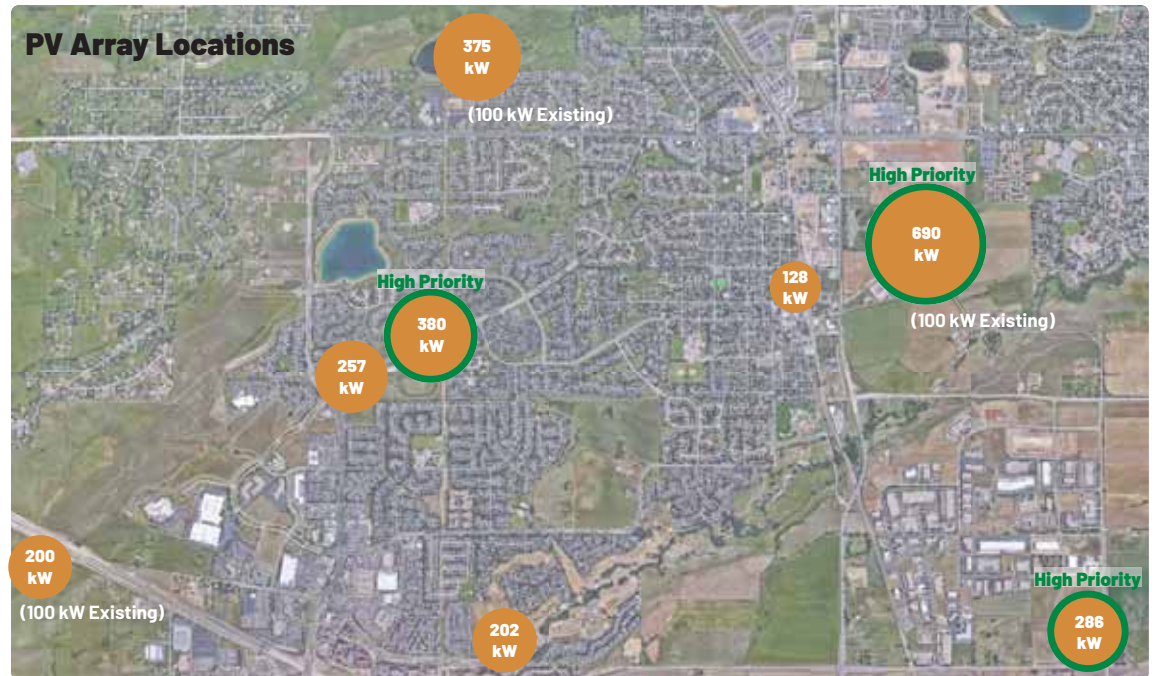 PV Array Locations
375
kW
(100 kW Existing)
High Priority
690
kW
(100 kW Existing)
128
kW
High Priority
380
kW
257
kW
200
kW
(100 kW Existing)
202
kW
High Priority
286
kW